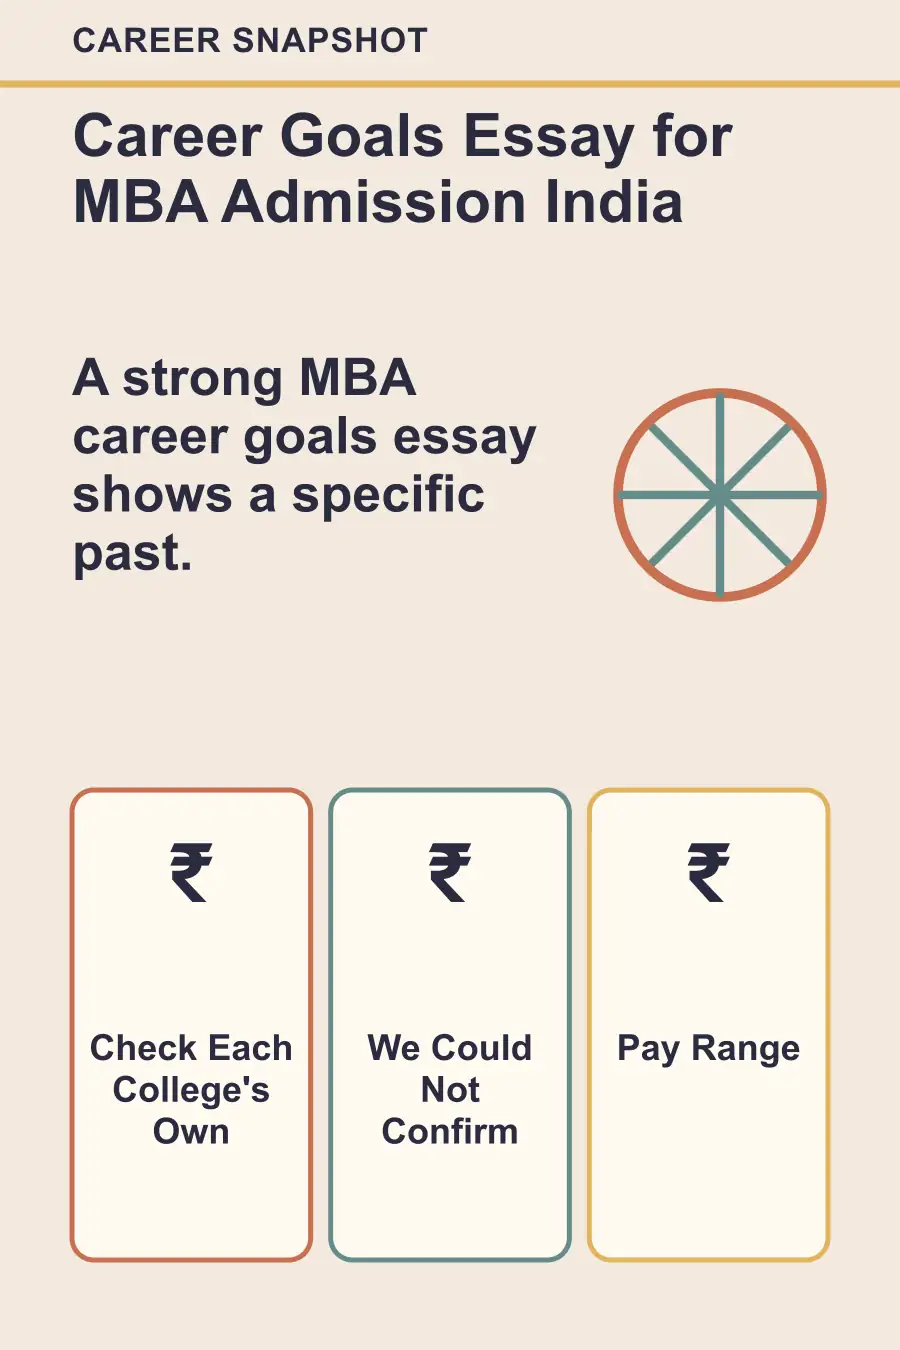 CAREER SNAPSHOT
Career Goals Essay for
MBA Admission India
A strong MBA
career goals essay
shows a specific
past.
₹
Check Each
College's
Own
₹
We Could
Not
Confirm
₹
Pay Range